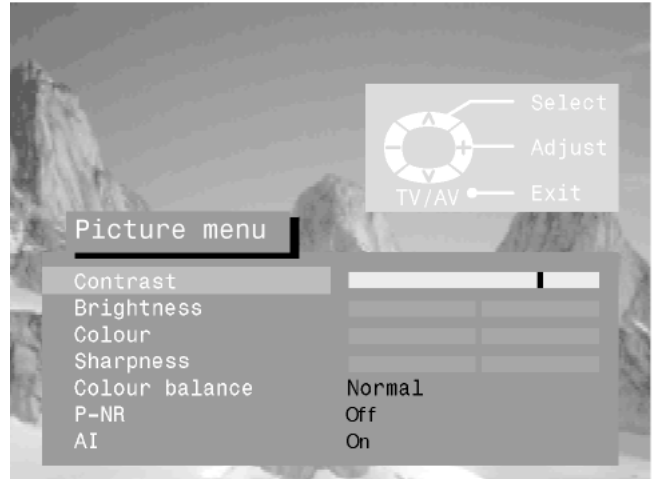 Select
Adjust
TV/AV Exit
Picture menu
Contrast
Brightness
Colour
Sharpness
Colour balance Normal
P-NR Off
AI On